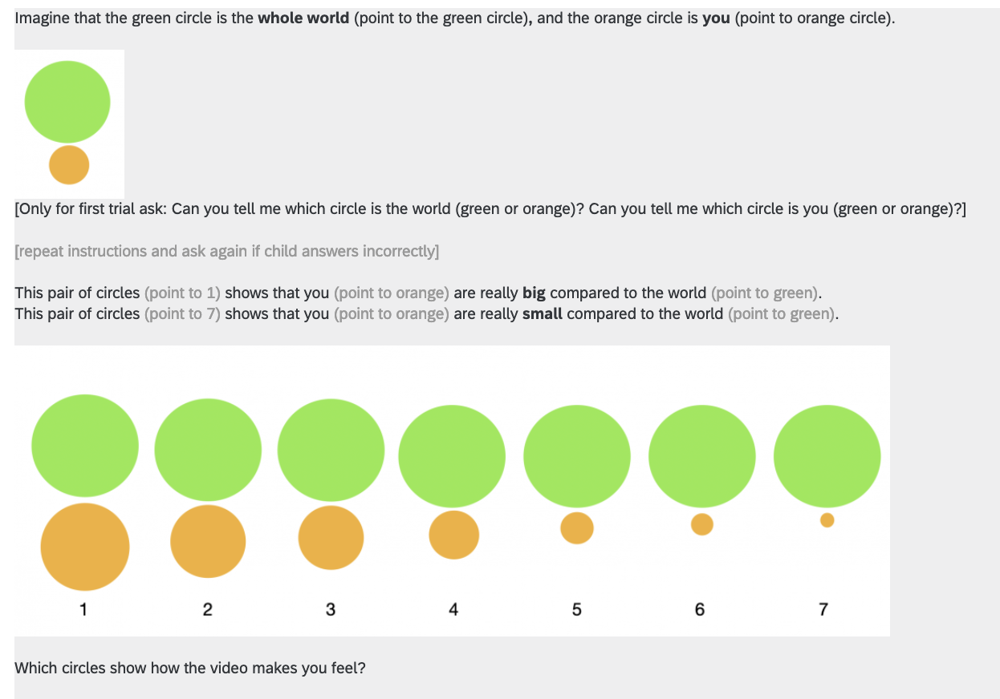 Imagine that the green circle is the whole world (point to the green circle), and the orange circle is you (point to orange circle).
[Only for first trial ask: Can you tell me which circle is the world (green or orange)? Can you tell me which circle is you (green or orange)?]
[repeat instructions and ask again if child answers incorrectly]
This pair of circles (point to 1) shows that you (point to orange) are really big compared to the world (point to green).
This pair of circles (point to 7) shows that you (point to orange) are really small compared to the world (point to green).
1 2 3 4 5 6 7
Which circles show how the video makes you feel?